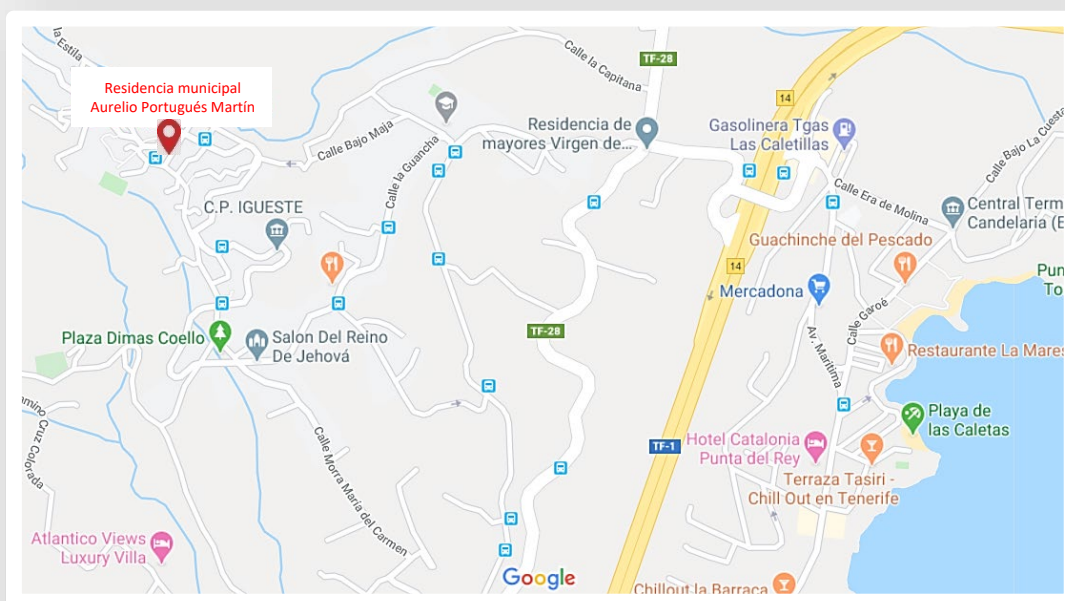 la Estila
Residencia municipal
Aurelio Portugués Martín
Calle la Capitana
TF-28
14
Residencia de
mayores Virgen de...
Gasolinera Tgas
Las Caletillas
Calle Bajo Maja
Calle la Guancha
Calle Bajo La Cuesta
Calle Era de Molina
C.P. IGUESTE
Central Term
Candelaria (E
Guachinche del Pescado
14
Mercadona
Pun
To
Plaza Dimas Coello
Salon Del Reino
De Jehová
TF-28
Av. Marítima
Calle Garoé
Restaurante La Mares
amino Cruz Colorada
Playa de
las Caletas
TF-1
Hotel Catalonia
Punta del Rey
Calle Morra María del Carmen
Terraza Tasiri -
Chill Out en Tenerife
Atlantico Views
Luxury Villa
Google
Chillout la Barraca